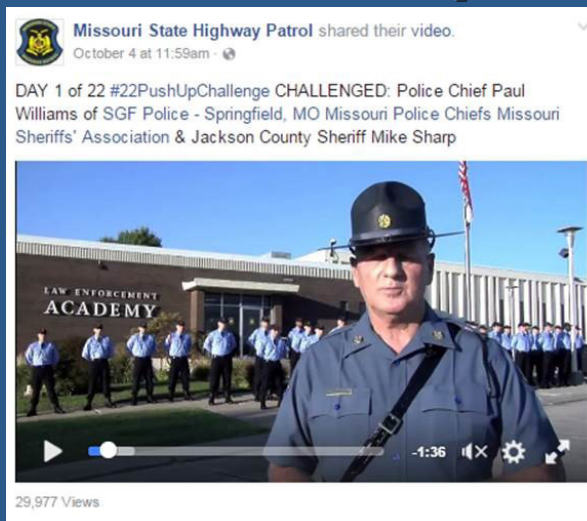 Missouri State Highway Patrol shared their video.
October 4 at 11:59am ·
DAY 1 of 22 #22PushUpChallenge CHALLENGED: Police Chief Paul
Williams of SGF Police - Springfield, MO Missouri Police Chiefs Missouri
Sheriffs' Association & Jackson County Sheriff Mike Sharp
LAW ENFORCEMENT
ACADEMY
-1:36
29,977 Views